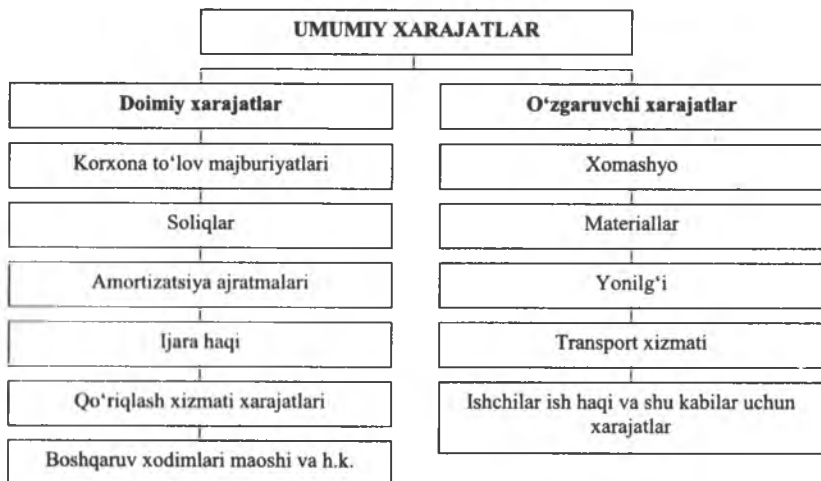 UMUMIY XARAJATLAR
Doimiy xarajatlar
Korxona to‘lov majburiyatlari
Soliqlar
Amortizatsiya ajratmalari
Ijara haqi
Qo‘riqlash xizmati xarajatlari
Boshqaruv xodimlari maoshi va h.k.
O‘zgaruvchi xarajatlar
Xomashyo
Materiallar
Yonilg‘i
Transport xizmati
Ishchilar ish haqi va shu kabilar uchun
xarajatlar